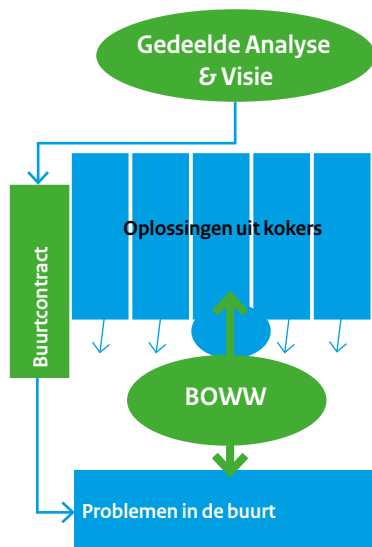 Gedeelde Analyse
& Visie
Oplossingen uit kokers
Buurtcontract
BOWW
Problemen in de buurt